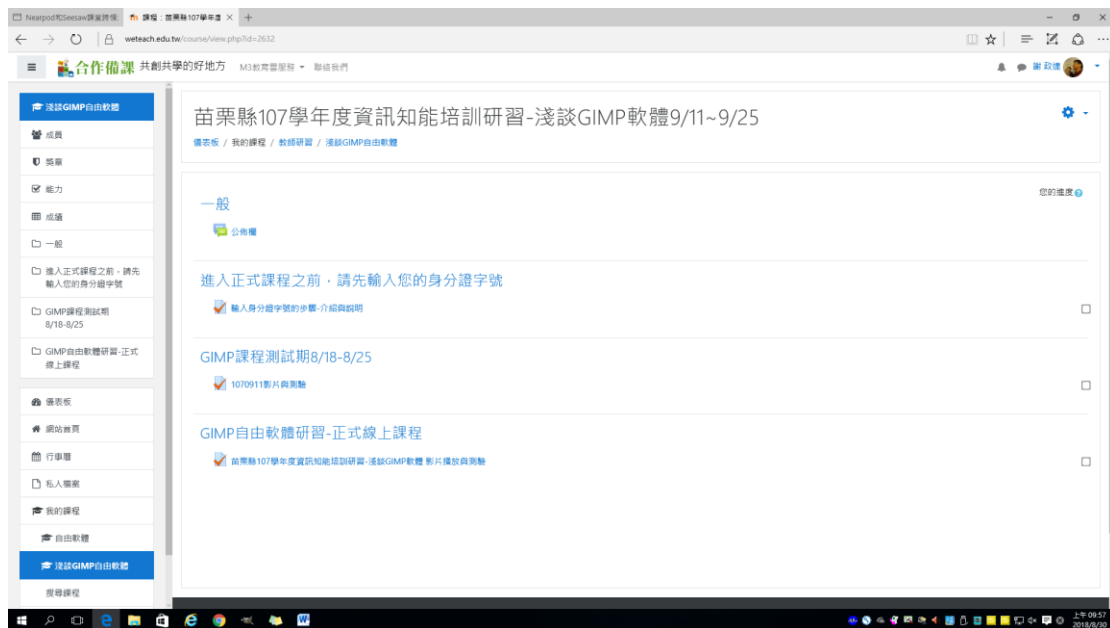 Nearpod和Seesaw課堂跨領:
課程:苗栗縣107學年度
weteach.edu.tw/course/view.php?id=2632
合作備課 共創共學的好地方 M3教育雲服務 聯絡我們
謝 政達
淺談GIMP自由軟體
成員
獎章
能力
成績
一般
進入正式課程之前,請先
輸入您的身分證字號
GIMP課程測試期
8/18-8/25
GIMP自由軟體研習-正式
線上課程
儀表板
網站首頁
行事曆
私人檔案
我的課程
自由軟體
淺談GIMP自由軟體
搜尋課程
苗栗縣107學年度資訊知能培訓研習-淺談GIMP軟體9/11~9/25
儀表板 / 我的課程 / 教師研習 / 淺談GIMP自由軟體
您的進度
一般
公佈欄
進入正式課程之前,請先輸入您的身分證字號
輸入身分證字號的步驟-介紹與說明
GIMP課程測試期8/18-8/25
1070911影片與測驗
GIMP自由軟體研習-正式線上課程
苗栗縣107學年度資訊知能培訓研習-淺談GIMP軟體 影片播放與測驗
上午 09:57
2018/8/30